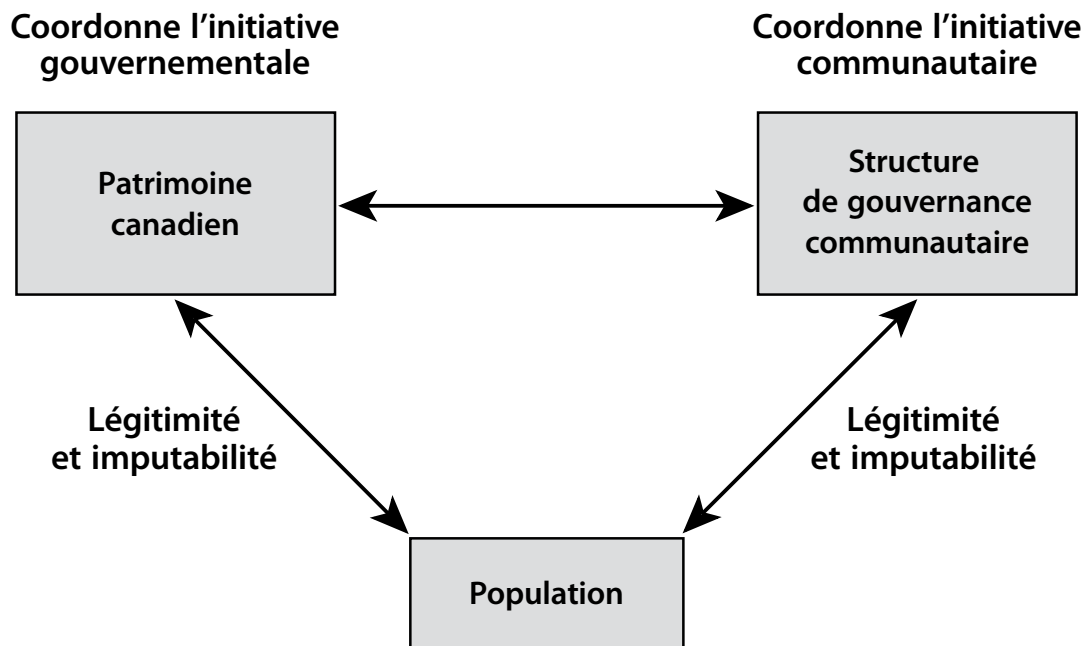 Coordonne l’initiative
gouvernementale
Coordonne l’initiative
communautaire
Patrimoine
canadien
Structure
de gouvernance
communautaire
Légitimité
et imputabilité
Légitimité
et imputabilité
Population